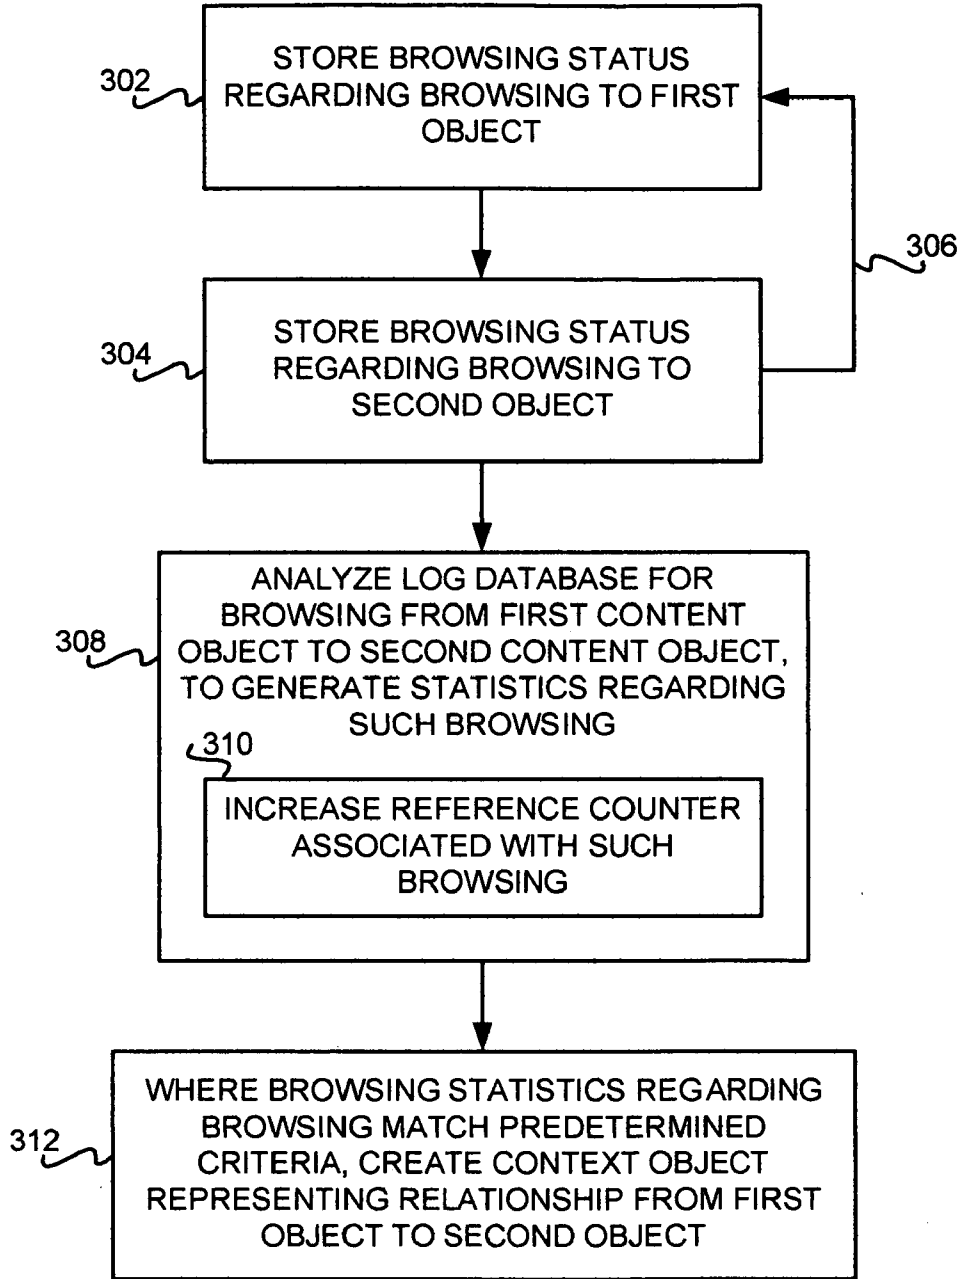 302
STORE BROWSING STATUS
REGARDING BROWSING TO FIRST
OBJECT
306
304
STORE BROWSING STATUS
REGARDING BROWSING TO
SECOND OBJECT
308
ANALYZE LOG DATABASE FOR
BROWSING FROM FIRST CONTENT
OBJECT TO SECOND CONTENT OBJECT,
TO GENERATE STATISTICS REGARDING
SUCH BROWSING
310
INCREASE REFERENCE COUNTER
ASSOCIATED WITH SUCH
BROWSING
312
WHERE BROWSING STATISTICS REGARDING
BROWSING MATCH PREDETERMINED
CRITERIA, CREATE CONTEXT OBJECT
REPRESENTING RELATIONSHIP FROM FIRST
OBJECT TO SECOND OBJECT